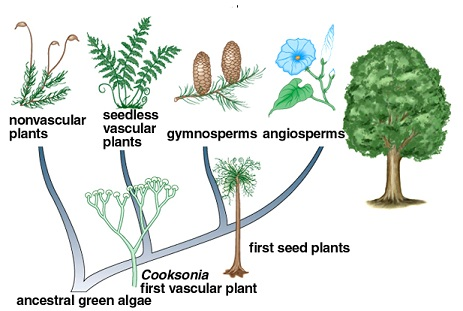 nonvascular
plants
seedless
vascular
plants
gymnosperms
angiosperms
first seed plants
Cooksonia
first vascular plant
ancestral green algae